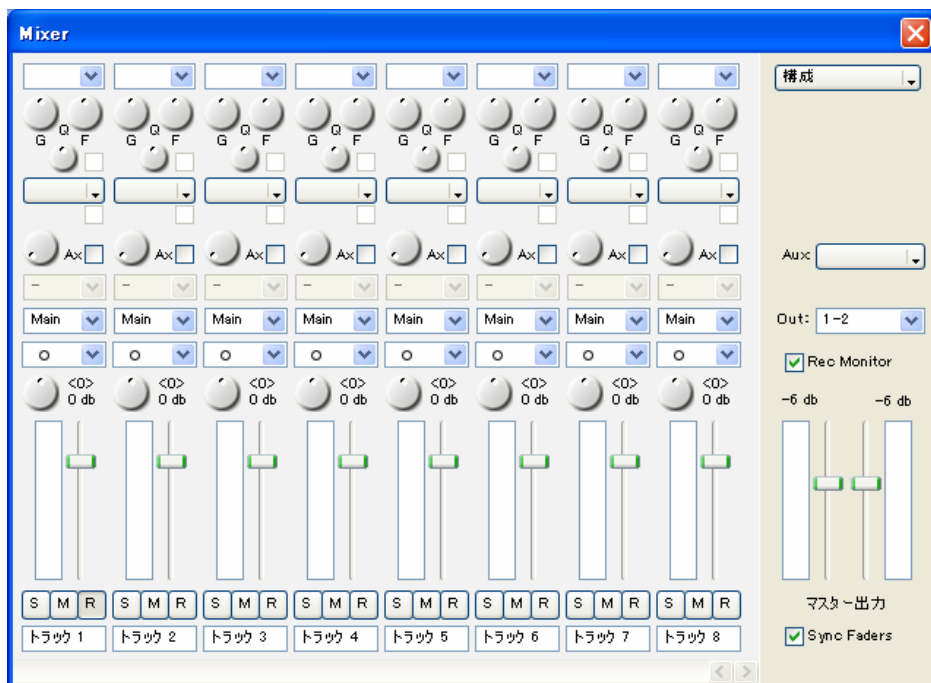 Mixer
構成
Q Q Q Q Q Q Q Q
G F G F G F G F G F G F G F G F
Ax Ax Ax Ax Ax Ax Ax Ax
Aux
- - - - - - - -
Main Main Main Main Main Main Main Main
Out: 1-2
O O O O O O O O
Rec Monitor
<0> <0> <0> <0> <0> <0> <0> <0>
0 db 0 db 0 db 0 db 0 db 0 db 0 db 0 db
-6 db -6 db
S M R S M R S M R S M R S M R S M R S M R S M R
マスター出力
トラック 1 トラック 2 トラック 3 トラック 4 トラック 5 トラック 6 トラック 7 トラック 8
Sync Faders